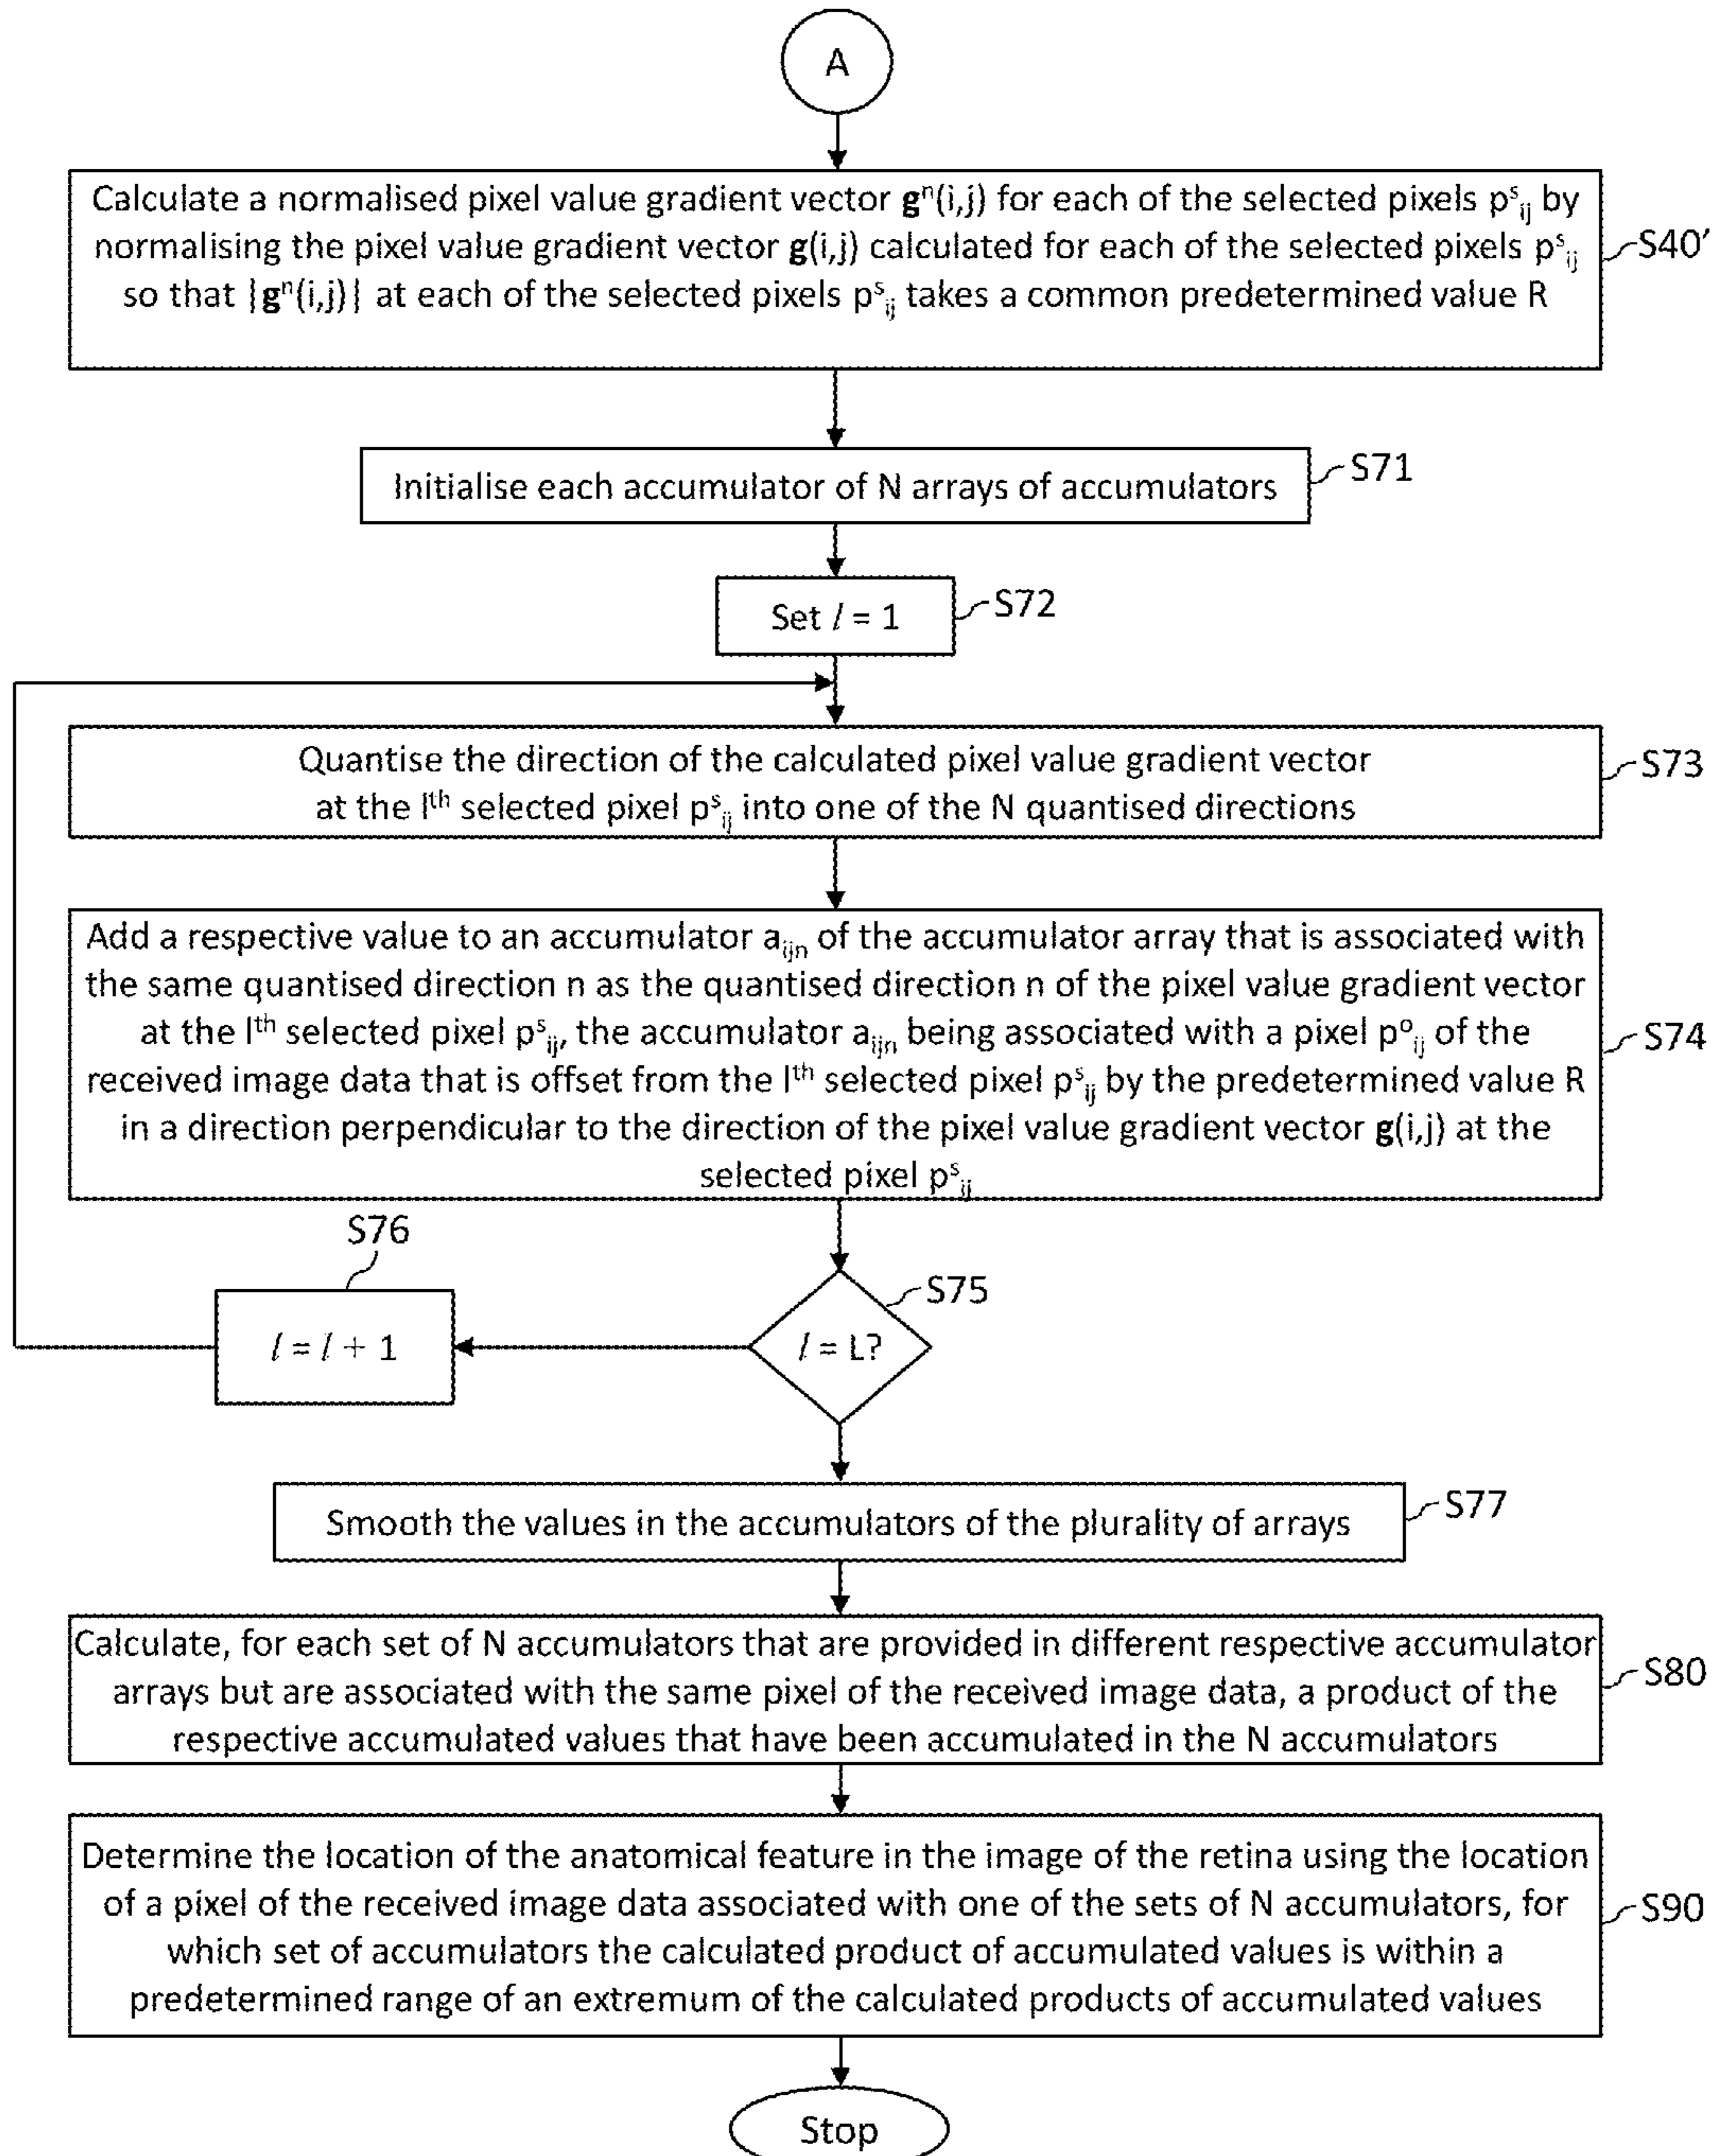 A
Calculate a normalised pixel value gradient vector gⁿ(i,j) for each of the selected pixels pˢᵢⱼ by
normalising the pixel value gradient vector g(i,j) calculated for each of the selected pixels pˢᵢⱼ
so that |gⁿ(i,j)| at each of the selected pixels pˢᵢⱼ takes a common predetermined value R
S40’
Initialise each accumulator of N arrays of accumulators
S71
Set l = 1
S72
Quantise the direction of the calculated pixel value gradient vector
at the lᵗʰ selected pixel pˢᵢⱼ into one of the N quantised directions
S73
Add a respective value to an accumulator aᵢⱼₙ of the accumulator array that is associated with
the same quantised direction n as the quantised direction n of the pixel value gradient vector
at the lᵗʰ selected pixel pˢᵢⱼ, the accumulator aᵢⱼₙ being associated with a pixel pᵒᵢⱼ of the
received image data that is offset from the lᵗʰ selected pixel pˢᵢⱼ by the predetermined value R
in a direction perpendicular to the direction of the pixel value gradient vector g(i,j) at the
selected pixel pˢᵢⱼ
S74
S76
l = l + 1
l = L?
S75
Smooth the values in the accumulators of the plurality of arrays
S77
Calculate, for each set of N accumulators that are provided in different respective accumulator
arrays but are associated with the same pixel of the received image data, a product of the
respective accumulated values that have been accumulated in the N accumulators
S80
Determine the location of the anatomical feature in the image of the retina using the location
of a pixel of the received image data associated with one of the sets of N accumulators, for
which set of accumulators the calculated product of accumulated values is within a
predetermined range of an extremum of the calculated products of accumulated values
S90
Stop